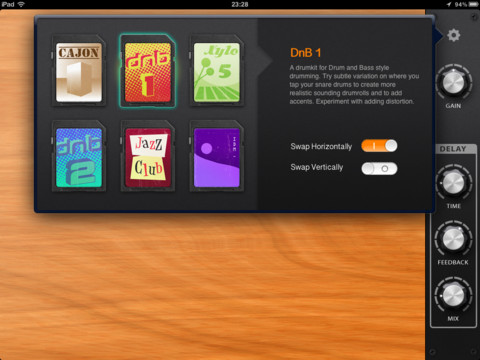 iPad
23:28
94%
CAJON
dnb
1
Xylo
5
DnB 1
A drumkit for Drum and Bass style
drumming. Try subtle variation on where you
tap your snare drums to create more
realistic sounding drumrolls and to add
accents. Experiment with adding distortion.
dnb
2
Jazz
Club
Swap Horizontally
Swap Vertically
GAIN
DELAY
TIME
FEEDBACK
MIX